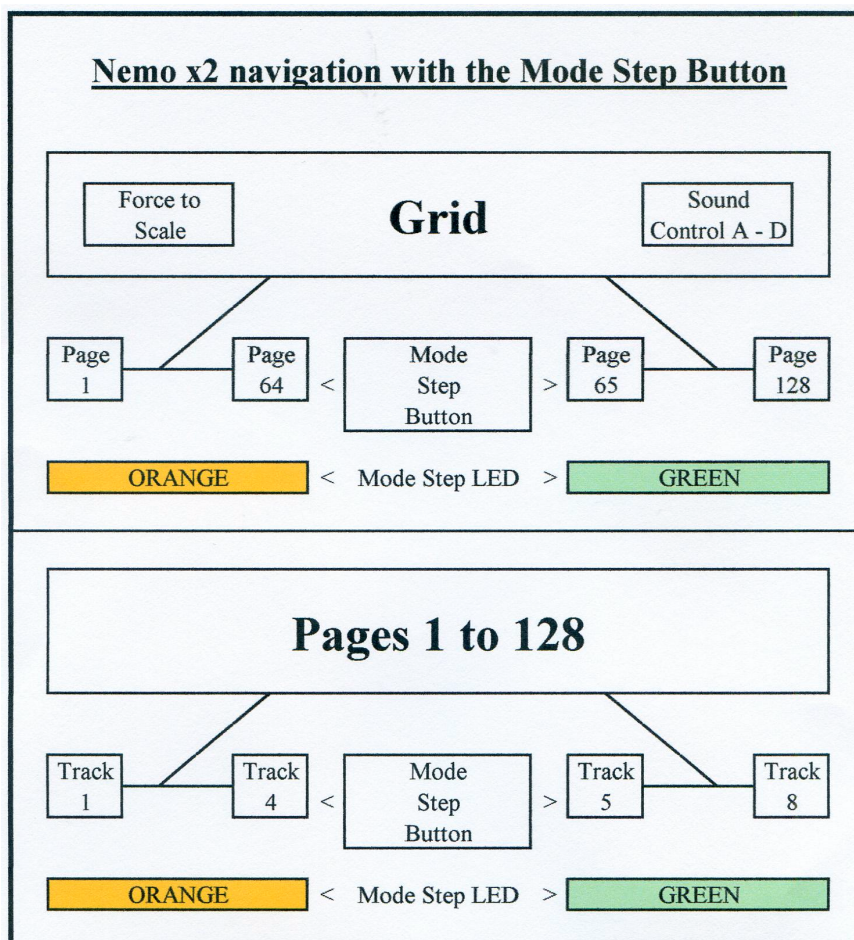 Nemo x2 navigation with the Mode Step Button
Force to
Scale
Grid
Sound
Control A - D
Page
1
Page
64
<
Mode
Step
Button
>
Page
65
Page
128
ORANGE
< Mode Step LED >
GREEN
Pages 1 to 128
Track
1
Track
4
<
Mode
Step
Button
>
Track
5
Track
8
ORANGE
< Mode Step LED >
GREEN